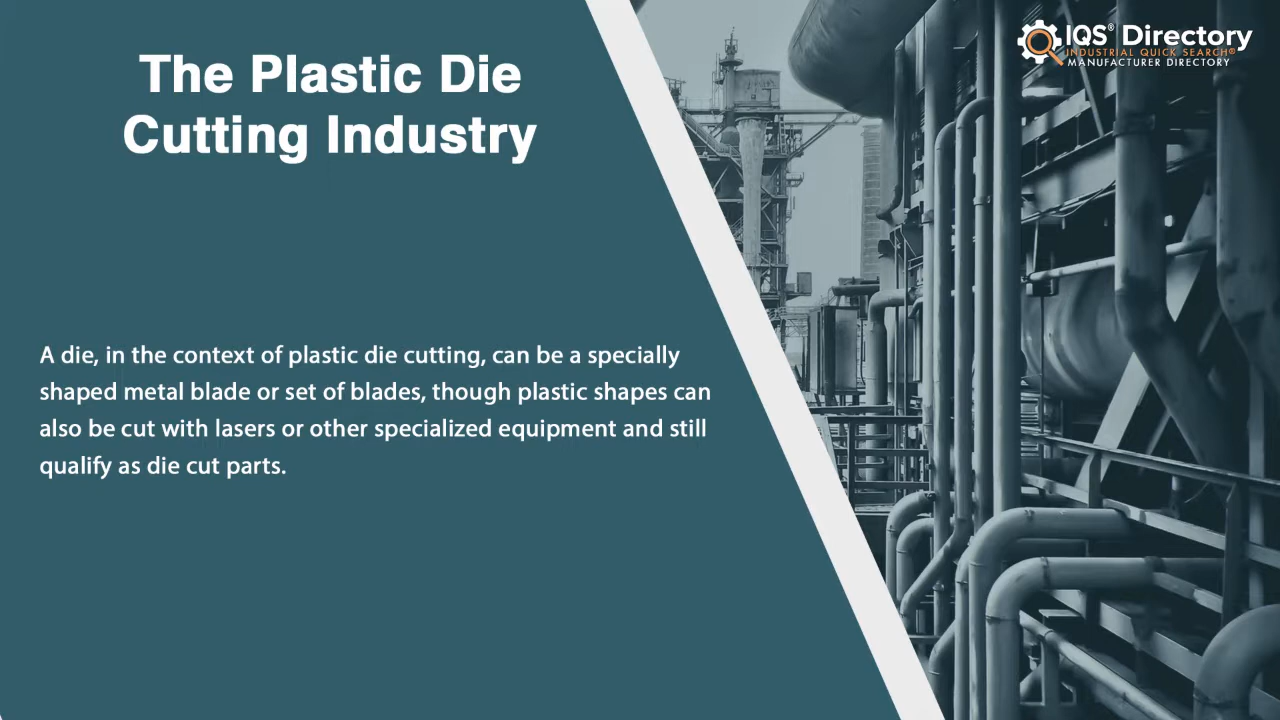 The Plastic Die
Cutting Industry
IQS® Directory
INDUSTRIAL QUICK SEARCH®
MANUFACTURER DIRECTORY
A die, in the context of plastic die cutting, can be a specially
shaped metal blade or set of blades, though plastic shapes can
also be cut with lasers or other specialized equipment and still
qualify as die cut parts.